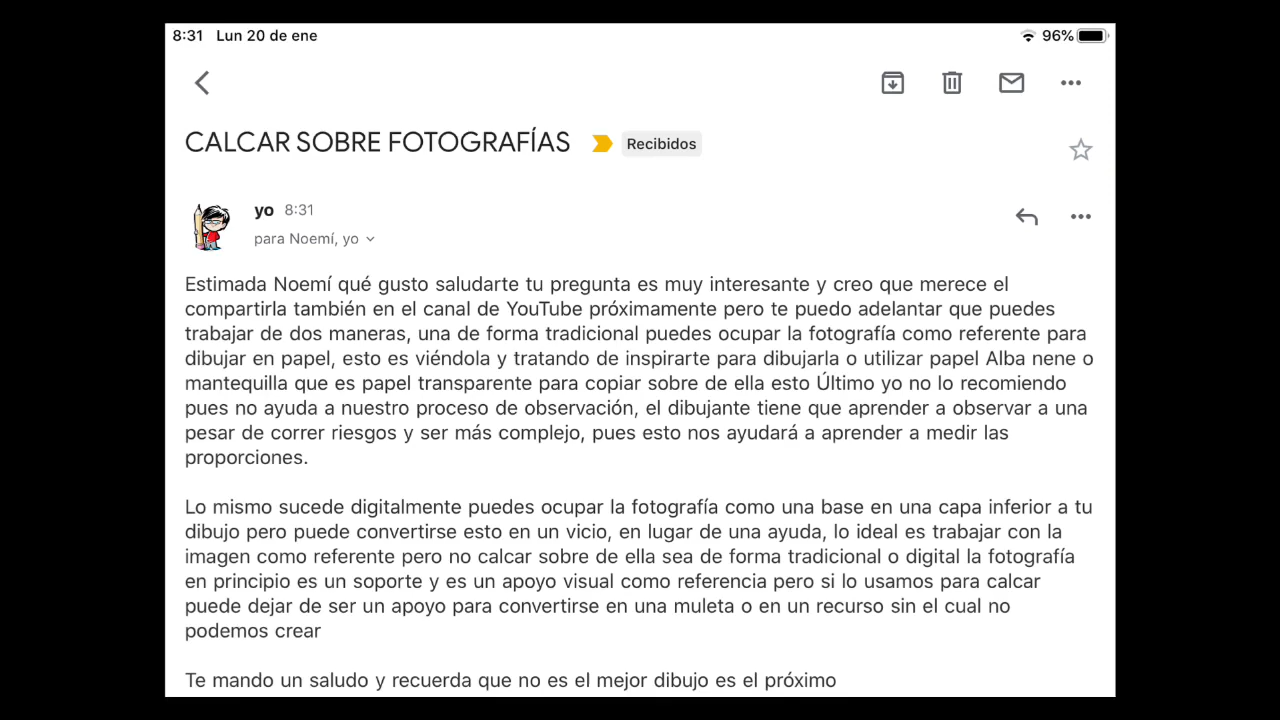 8:31 Lun 20 de ene 96%
CALCAR SOBRE FOTOGRAFÍAS Recibidos
yo 8:31
para Noemí, yo
Estimada Noemí qué gusto saludarte tu pregunta es muy interesante y creo que merece el
compartirla también en el canal de YouTube próximamente pero te puedo adelantar que puedes
trabajar de dos maneras, una de forma tradicional puedes ocupar la fotografía como referente para
dibujar en papel, esto es viéndola y tratando de inspirarte para dibujarla o utilizar papel Alba nene o
mantequilla que es papel transparente para copiar sobre de ella esto Último yo no lo recomiendo
pues no ayuda a nuestro proceso de observación, el dibujante tiene que aprender a observar a una
pesar de correr riesgos y ser más complejo, pues esto nos ayudará a aprender a medir las
proporciones.
Lo mismo sucede digitalmente puedes ocupar la fotografía como una base en una capa inferior a tu
dibujo pero puede convertirse esto en un vicio, en lugar de una ayuda, lo ideal es trabajar con la
imagen como referente pero no calcar sobre de ella sea de forma tradicional o digital la fotografía
en principio es un soporte y es un apoyo visual como referencia pero si lo usamos para calcar
puede dejar de ser un apoyo para convertirse en una muleta o en un recurso sin el cual no
podemos crear
Te mando un saludo y recuerda que no es el mejor dibujo es el próximo